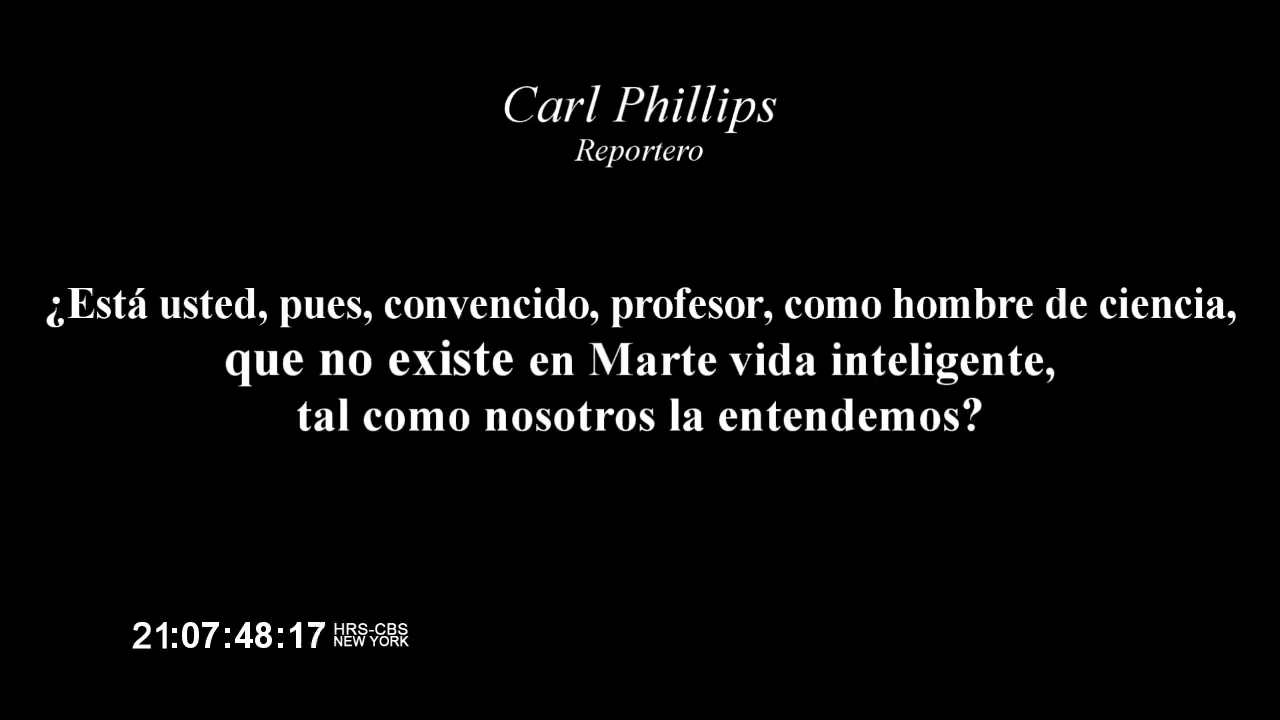 Carl Phillips
Reportero
¿Está usted, pues, convencido, profesor, como hombre de ciencia,
que no existe en Marte vida inteligente,
tal como nosotros la entendemos?
21:07:48:17 HRS-CBS
NEW YORK